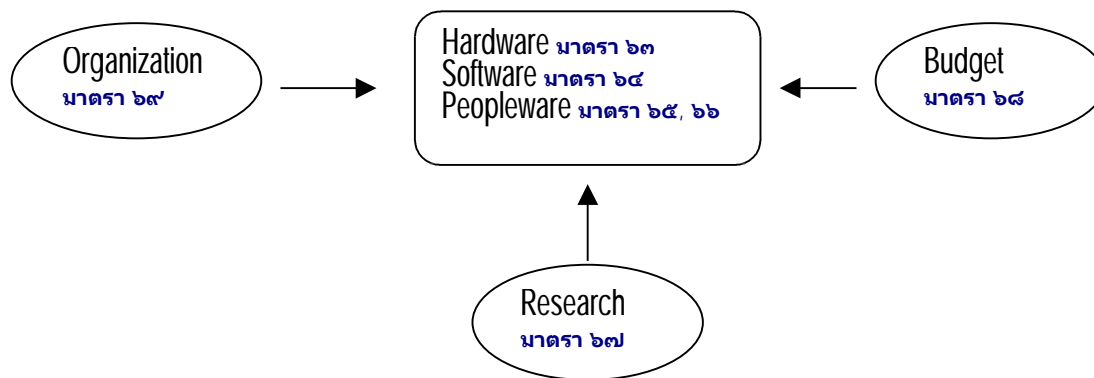 Organization
มาตรา ๖๙
Hardware มาตรา ๖๓
Software มาตรา ๖๔
Peopleware มาตรา ๖๕, ๖๖
Budget
มาตรา ๖๘
Research
มาตรา ๖๗